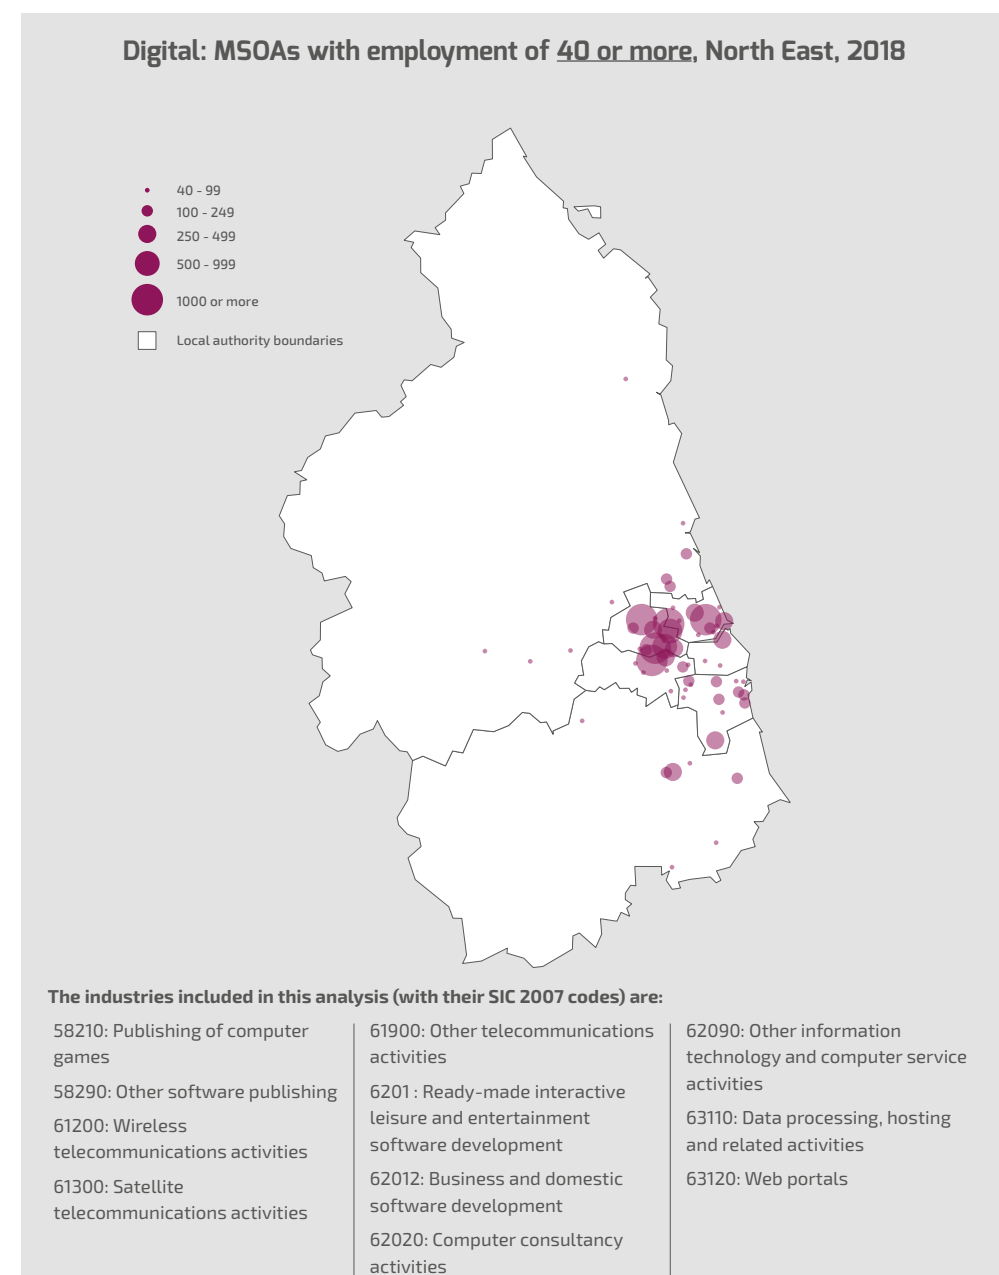 Digital: MSOAs with employment of 40 or more, North East, 2018
40 - 99
100 - 249
250 - 499
500 - 999
1000 or more
Local authority boundaries
The industries included in this analysis (with their SIC 2007 codes) are:
58210: Publishing of computer
games
58290: Other software publishing
61200: Wireless
telecommunications activities
61300: Satellite
telecommunications activities
61900: Other telecommunications
activities
6201 : Ready-made interactive
leisure and entertainment
software development
62012: Business and domestic
software development
62020: Computer consultancy
activities
62090: Other information
technology and computer service
activities
63110: Data processing, hosting
and related activities
63120: Web portals